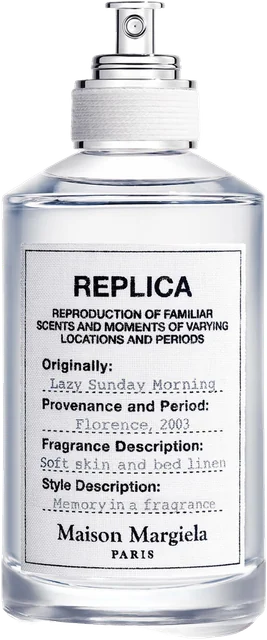 REPLICA
REPRODUCTION OF FAMILIAR
SCENTS AND MOMENTS OF VARYING
LOCATIONS AND PERIODS
Originally:
Lazy Sunday Morning
Provenance and Period:
Florence, 2003
Fragrance Description:
Soft skin and bed linen
Style Description:
Memory in a fragrance
Maison Margiela
PARIS